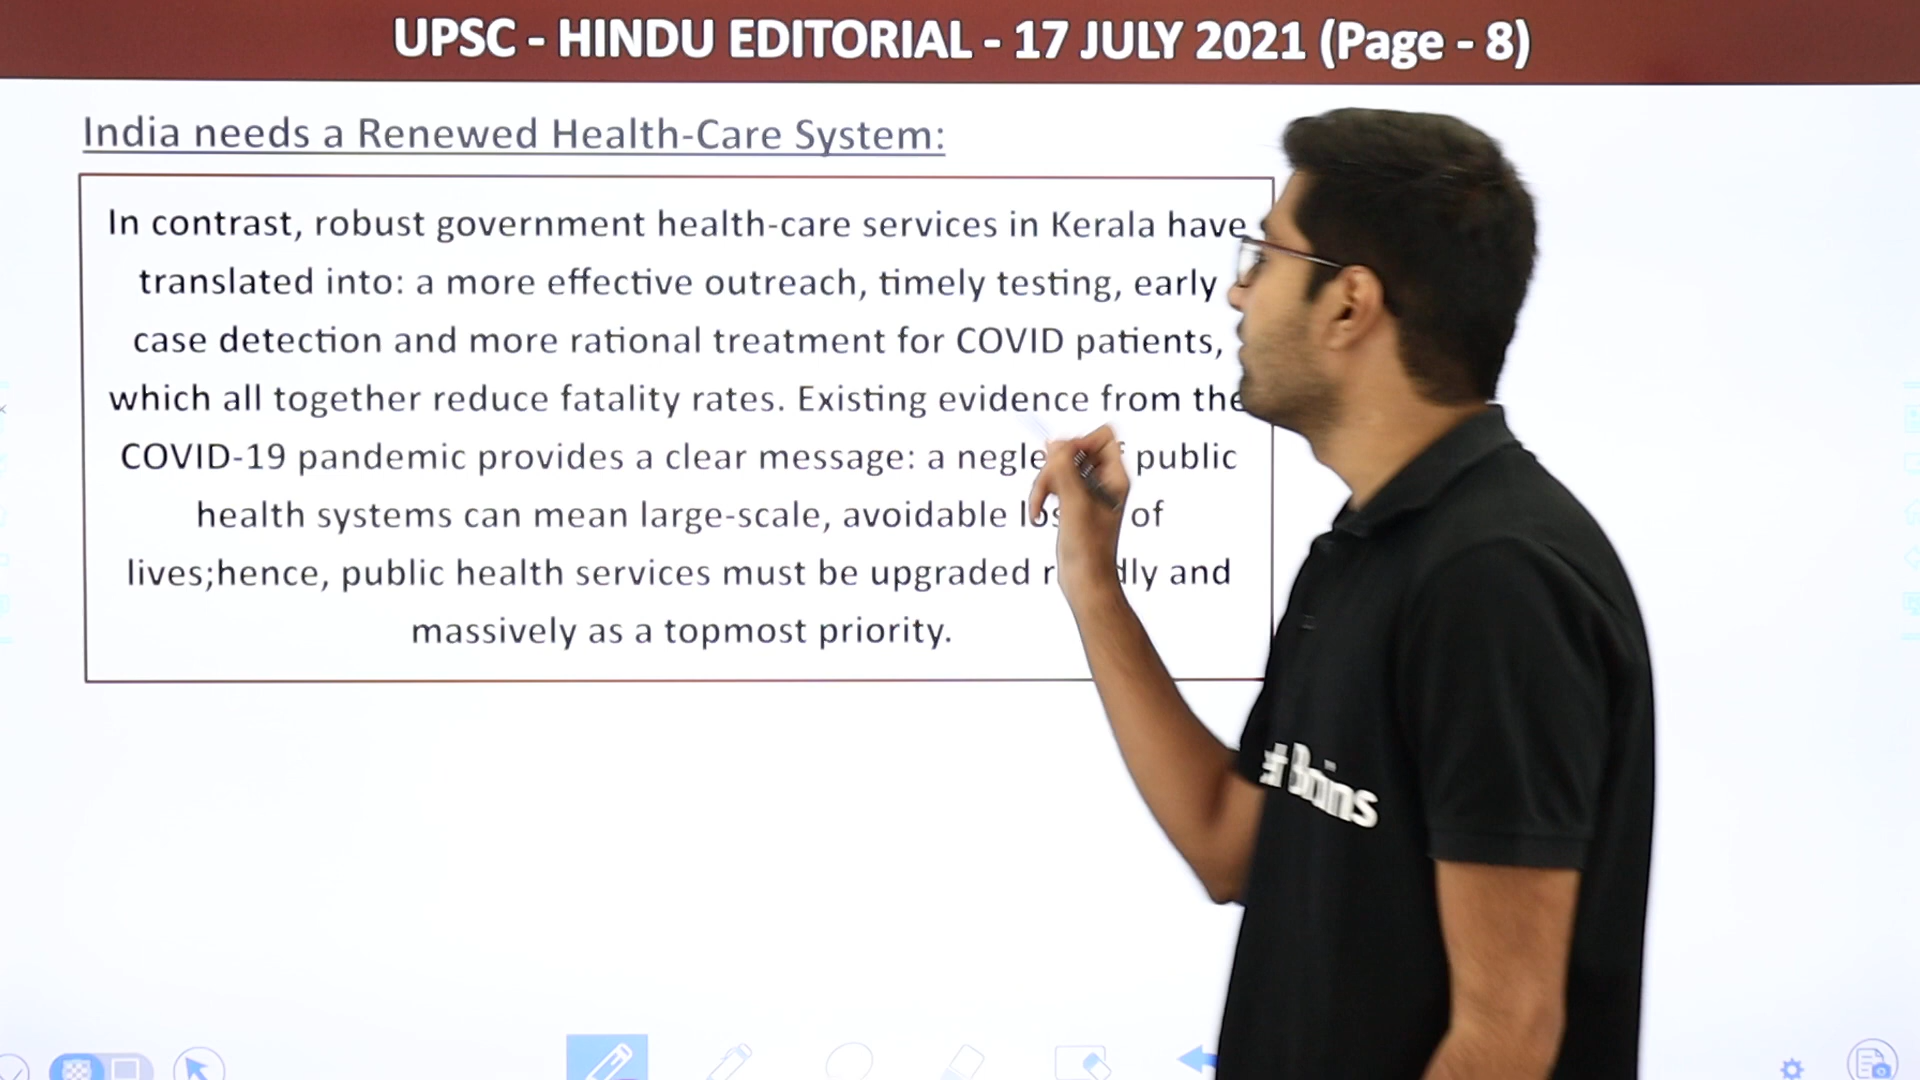 UPSC - HINDU EDITORIAL - 17 JULY 2021 (Page - 8)
India needs a Renewed Health-Care System:
In contrast, robust government health-care services in Kerala have
translated into: a more effective outreach, timely testing, early
case detection and more rational treatment for COVID patients,
which all together reduce fatality rates. Existing evidence from the
COVID-19 pandemic provides a clear message: a public
health systems can mean large-scale, avoidable of
lives;hence, public health services must be upgraded and
massively as a topmost priority.
Brains